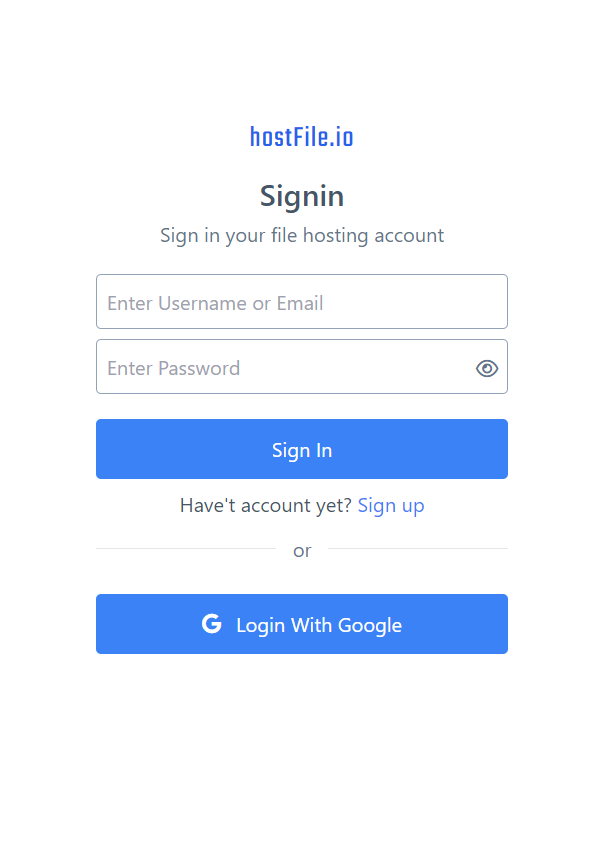 hostFile.io
Signin
Sign in your file hosting account
Enter Username or Email
Enter Password
Sign In
Have't account yet? Sign up
or
G Login With Google